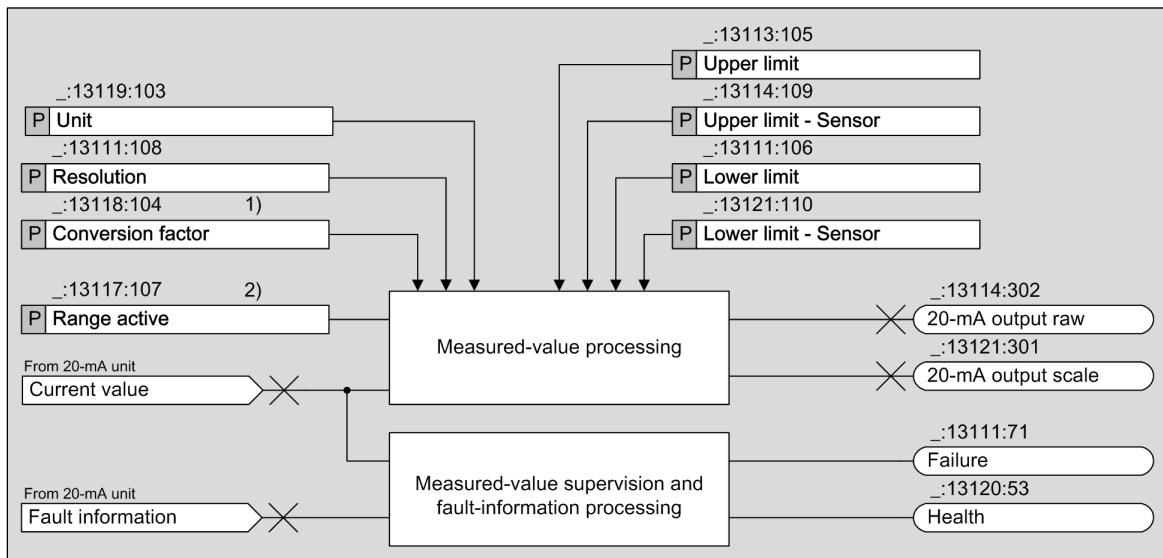 _:13113:105
P Upper limit
_:13119:103
P Unit
_:13114:109
P Upper limit - Sensor
_:13111:108
P Resolution
_:13111:106
P Lower limit
_:13118:104 1)
P Conversion factor
_:13121:110
P Lower limit - Sensor
_:13117:107 2)
P Range active
Measured-value processing
_:13114:302
20-mA output raw
From 20-mA unit
Current value
_:13121:301
20-mA output scale
_:13111:71
Failure
Measured-value supervision and
fault-information processing
From 20-mA unit
Fault information
_:13120:53
Health